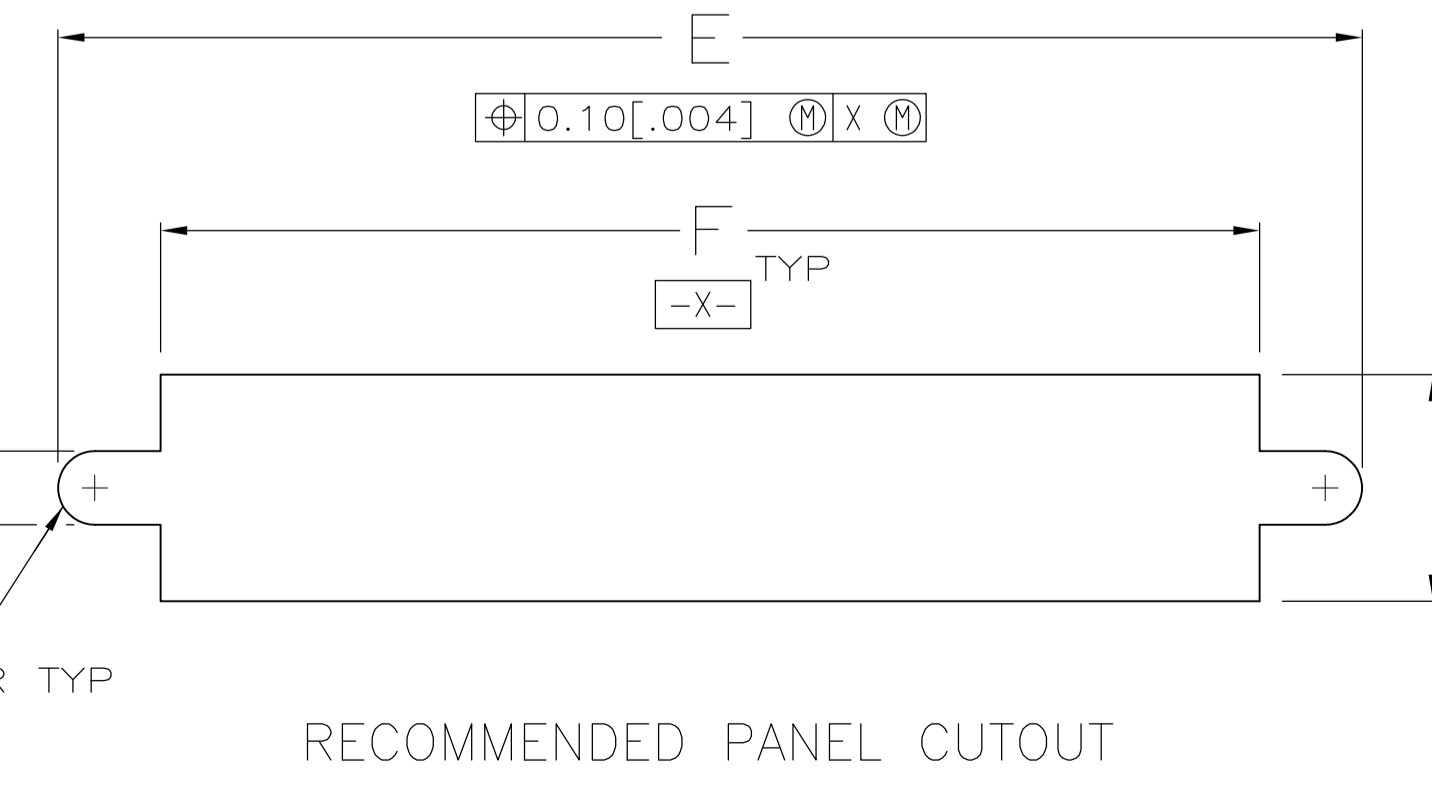 E
⌖ 0.10[.004] Ⓜ X Ⓜ
F
TYP
-X-
R TYP
RECOMMENDED PANEL CUTOUT